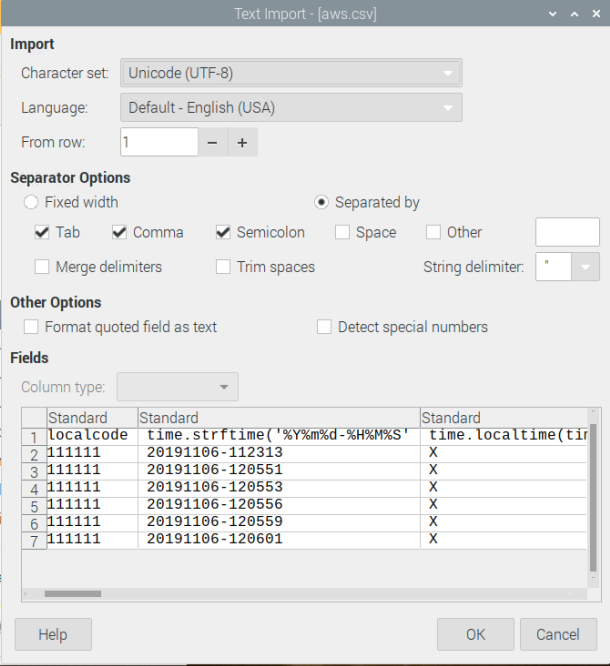 Text Import - [aws.csv]
Import
Character set: Unicode (UTF-8)
Language: Default - English (USA)
From row: 1
Separator Options
Fixed width Separated by
Tab Comma Semicolon Space Other
Merge delimiters Trim spaces String delimiter: "
Other Options
Format quoted field as text Detect special numbers
Fields
Column type:
Standard Standard Standard
1 localcode time.strftime('%Y%m%d-%H%M%S' time.localtime(tim
2 111111 20191106-112313 X
3 111111 20191106-120551 X
4 111111 20191106-120553 X
5 111111 20191106-120556 X
6 111111 20191106-120559 X
7 111111 20191106-120601 X
Help OK Cancel